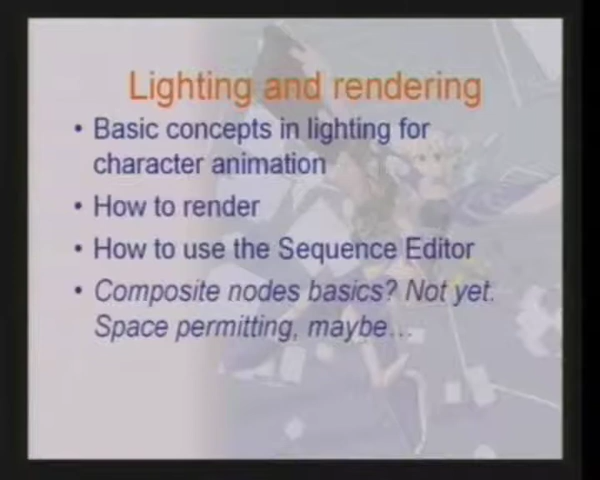 Lighting and rendering
• Basic concepts in lighting for
character animation
• How to render
• How to use the Sequence Editor
• Composite nodes basics? Not yet.
Space permitting, maybe…